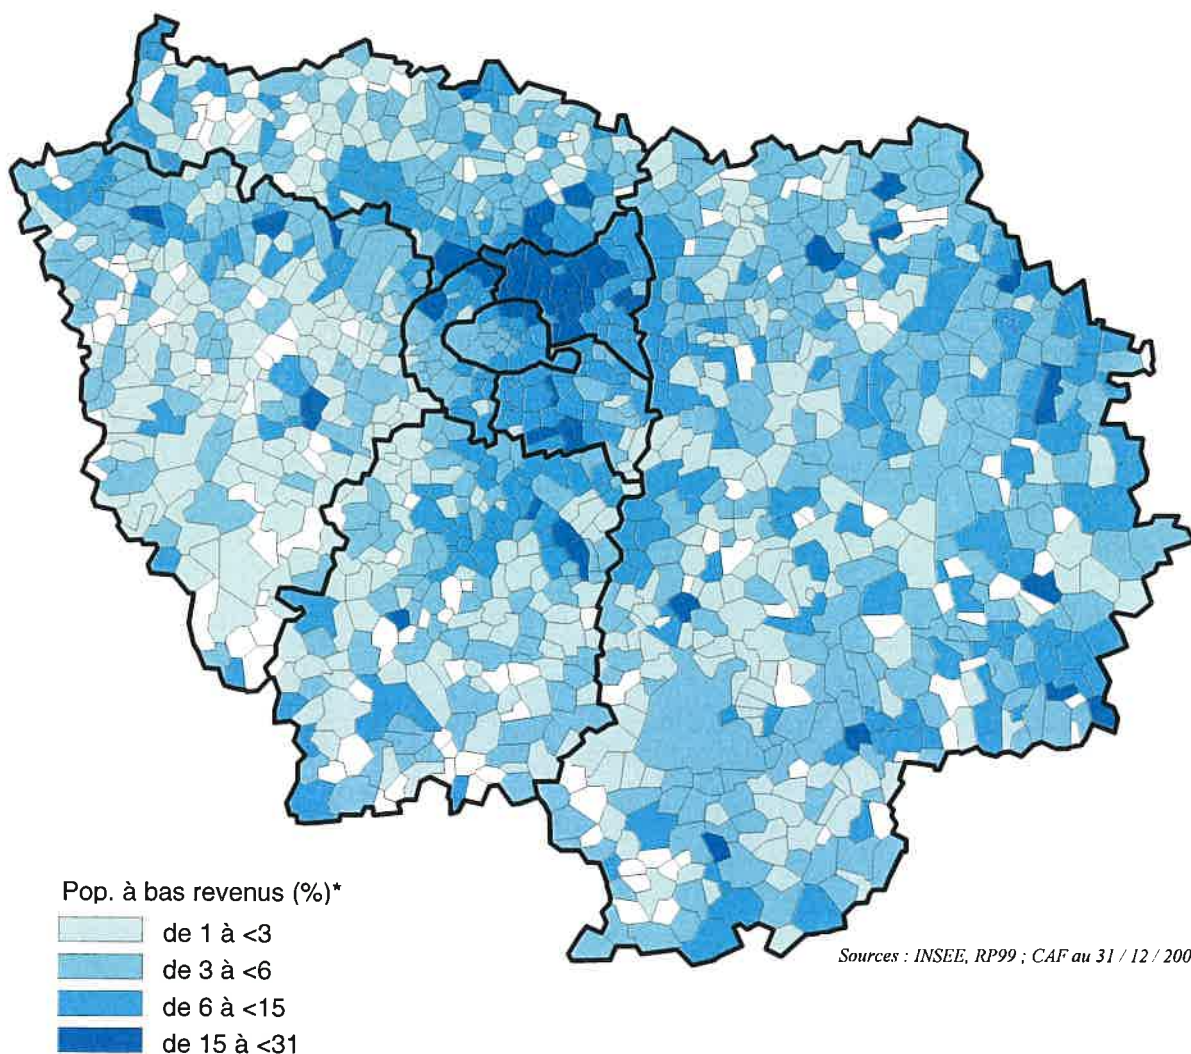 Pop. à bas revenus (%)*
de 1 à <3
de 3 à <6
de 6 à <15
de 15 à <31
Sources : INSEE, RP99 ; CAF au 31 / 12 / 200